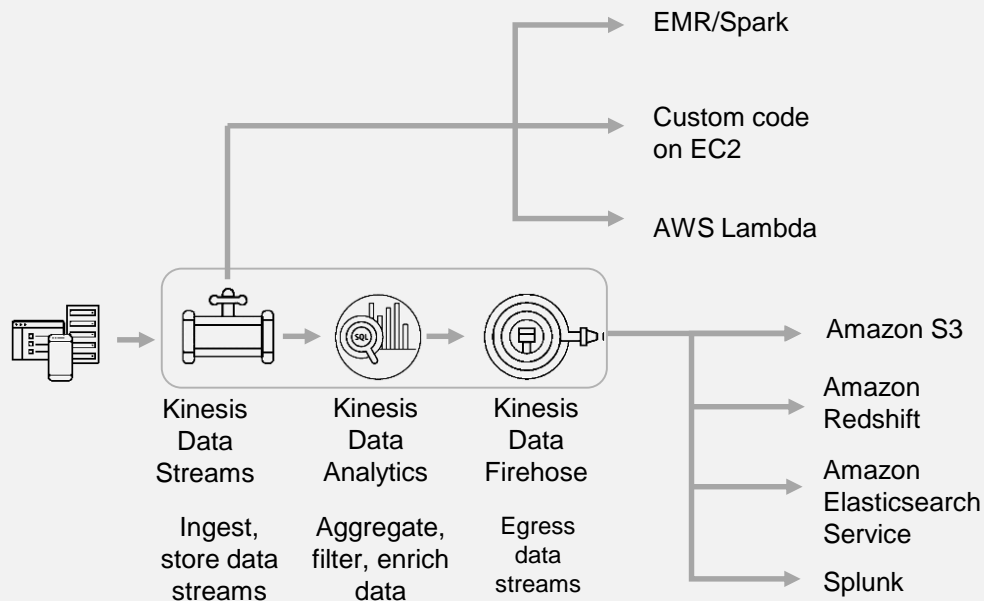 EMR/Spark
Custom code
on EC2
AWS Lambda
SQL
Amazon S3
Amazon
Redshift
Amazon
Elasticsearch
Service
Splunk
Kinesis
Data
Streams
Kinesis
Data
Analytics
Kinesis
Data
Firehose
Ingest,
store data
streams
Aggregate,
filter, enrich
data
Egress
data
streams